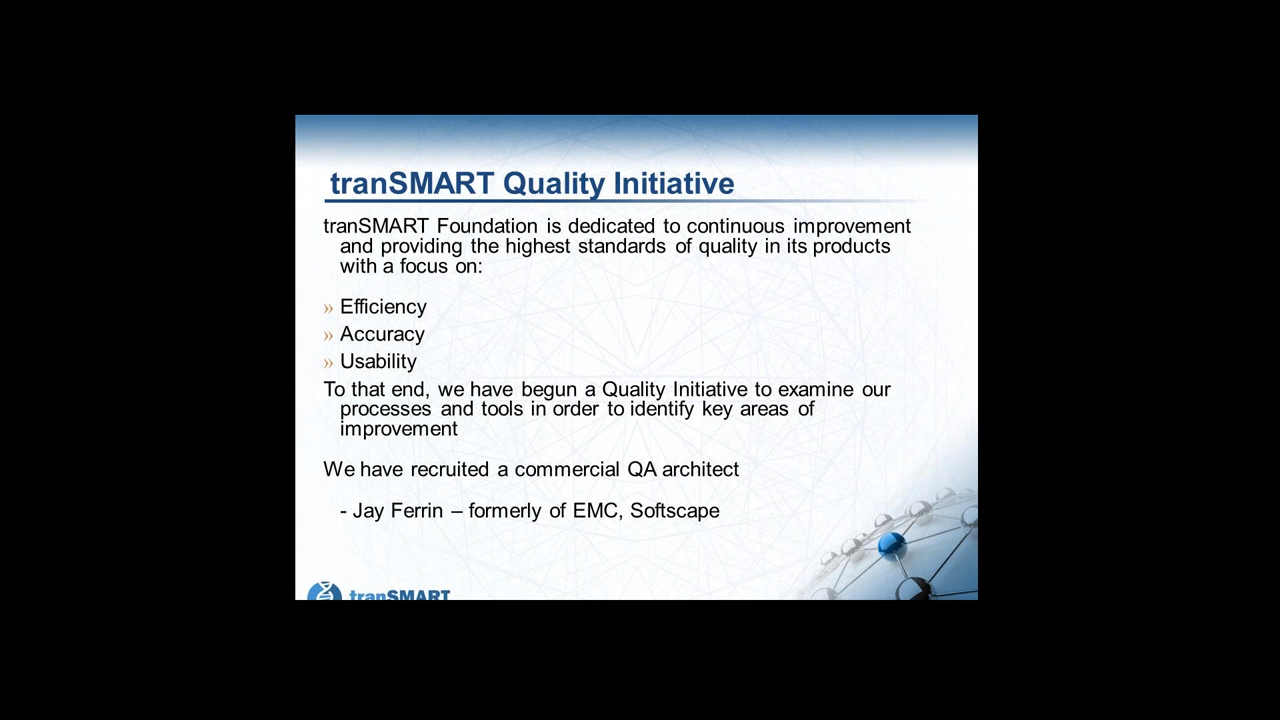 tranSMART Quality Initiative
tranSMART Foundation is dedicated to continuous improvement
and providing the highest standards of quality in its products
with a focus on:
» Efficiency
» Accuracy
» Usability
To that end, we have begun a Quality Initiative to examine our
processes and tools in order to identify key areas of
improvement
We have recruited a commercial QA architect
- Jay Ferrin – formerly of EMC, Softscape
tranSMART